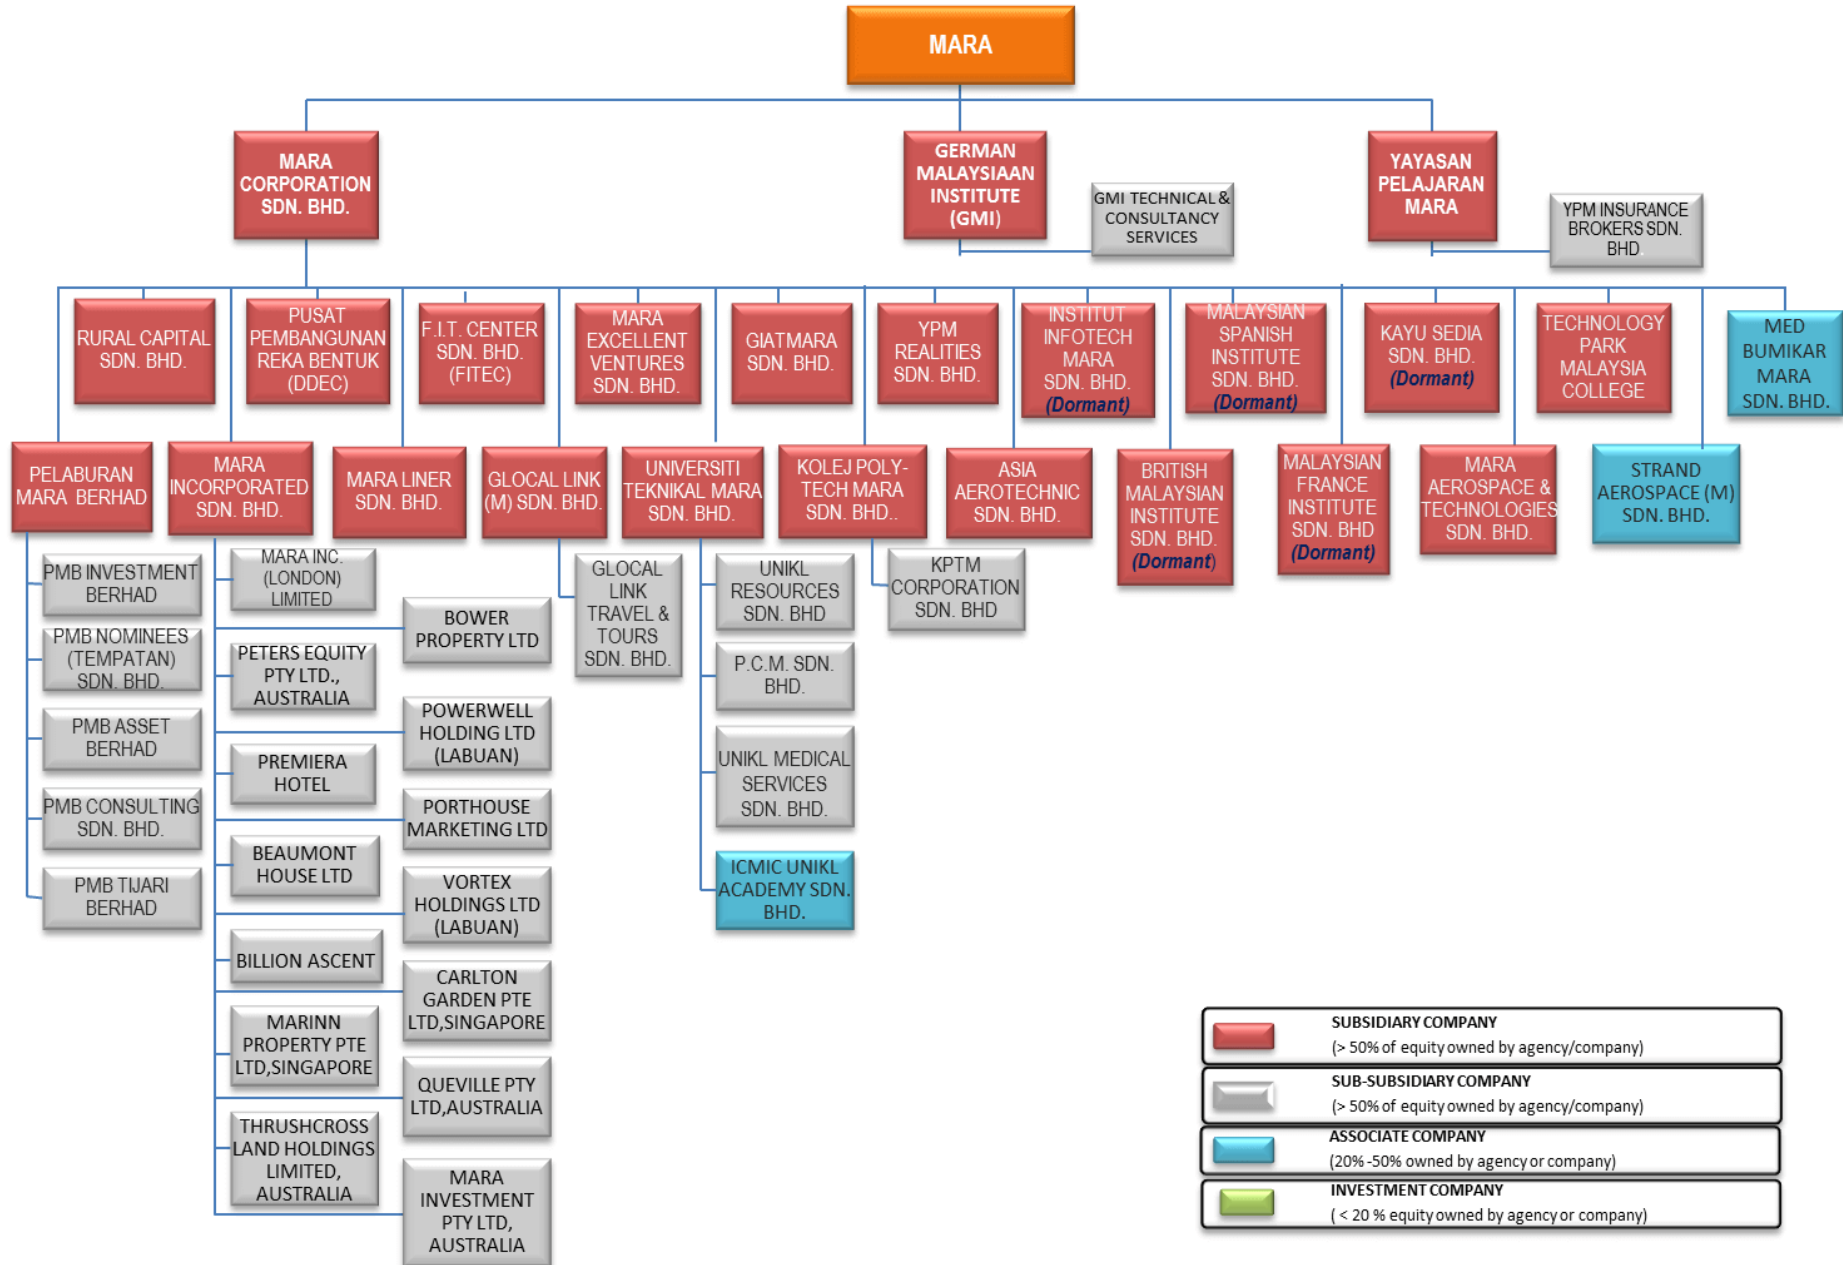 MARA
MARA
CORPORATION
SDN. BHD.
GERMAN
MALAYSIAAN
INSTITUTE
(GMI)
GMI TECHNICAL &
CONSULTANCY
SERVICES
YAYASAN
PELAJARAN
MARA
YPM INSURANCE
BROKERS SDN.
BHD.
RURAL CAPITAL
SDN. BHD.
PUSAT
PEMBANGUNAN
REKA BENTUK
(DDEC)
F.I.T. CENTER
SDN. BHD.
(FITEC)
MARA
EXCELLENT
VENTURES
SDN. BHD.
GIATMARA
SDN. BHD.
YPM
REALITIES
SDN. BHD.
INSTITUT
INFOTECH
MARA
SDN. BHD.
(Dormant)
MALAYSIAN
SPANISH
INSTITUTE
SDN. BHD.
(Dormant)
KAYU SEDIA
SDN. BHD.
(Dormant)
TECHNOLOGY
PARK
MALAYSIA
COLLEGE
MED
BUMIKAR
MARA
SDN. BHD.
PELABURAN
MARA BERHAD
MARA
INCORPORATED
SDN. BHD.
MARA LINER
SDN. BHD.
GLOCAL LINK
(M) SDN. BHD.
UNIVERSITI
TEKNIKAL MARA
SDN. BHD.
KOLEJ POLY-
TECH MARA
SDN. BHD..
ASIA
AEROTECHNIC
SDN. BHD.
BRITISH
MALAYSIAN
INSTITUTE
SDN. BHD.
(Dormant)
MALAYSIAN
FRANCE
INSTITUTE
SDN. BHD
(Dormant)
MARA
AEROSPACE &
TECHNOLOGIES
SDN. BHD.
STRAND
AEROSPACE (M)
SDN. BHD.
PMB INVESTMENT
BERHAD
PMB NOMINEES
(TEMPATAN)
SDN. BHD.
PMB ASSET
BERHAD
PMB CONSULTING
SDN. BHD.
PMB TIJARI
BERHAD
MARA INC.
(LONDON)
LIMITED
BOWER
PROPERTY LTD
PETERS EQUITY
PTY LTD.,
AUSTRALIA
POWERWELL
HOLDING LTD
(LABUAN)
PREMIERA
HOTEL
PORTHOUSE
MARKETING LTD
BEAUMONT
HOUSE LTD
VORTEX
HOLDINGS LTD
(LABUAN)
BILLION ASCENT
CARLTON
GARDEN PTE
LTD,SINGAPORE
MARINN
PROPERTY PTE
LTD,SINGAPORE
QUEVILLE PTY
LTD,AUSTRALIA
THRUSHCROSS
LAND HOLDINGS
LIMITED,
AUSTRALIA
MARA
INVESTMENT
PTY LTD,
AUSTRALIA
GLOCAL
LINK
TRAVEL &
TOURS
SDN. BHD.
UNIKL
RESOURCES
SDN. BHD
P.C.M. SDN.
BHD.
UNIKL MEDICAL
SERVICES
SDN. BHD.
ICMIC UNIKL
ACADEMY SDN.
BHD.
KPTM
CORPORATION
SDN. BHD
SUBSIDIARY COMPANY
(> 50% of equity owned by agency/company)
SUB-SUBSIDIARY COMPANY
(> 50% of equity owned by agency/company)
ASSOCIATE COMPANY
(20% -50% owned by agency or company)
INVESTMENT COMPANY
( < 20 % equity owned by agency or company)